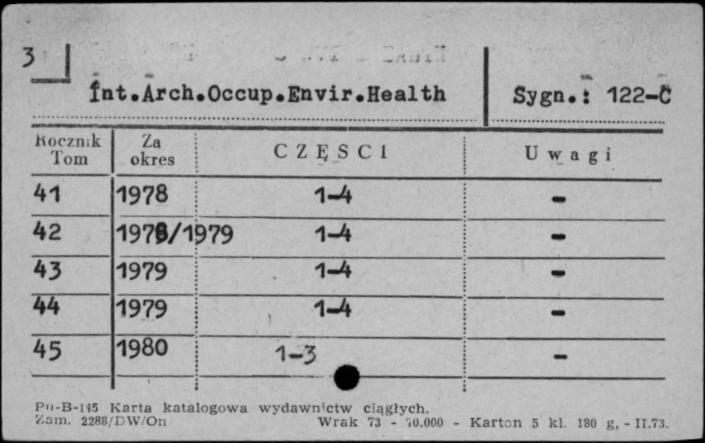 3
Int.Arch.Occup.Envir.Health Sygn.: 122-C
Rocznik Tom Za okres CZĘŚCI Uwagi
41 1978 1-4 -
42 1978/1979 1-4 -
43 1979 1-4 -
44 1979 1-4 -
45 1980 1-3 -
Pu-B-145 Karta katalogowa wydawnictw ciągłych.
Zam. 2288/DW/On Wrak 73 - 70.000 - Karton 5 kl. 180 g, - II.73.